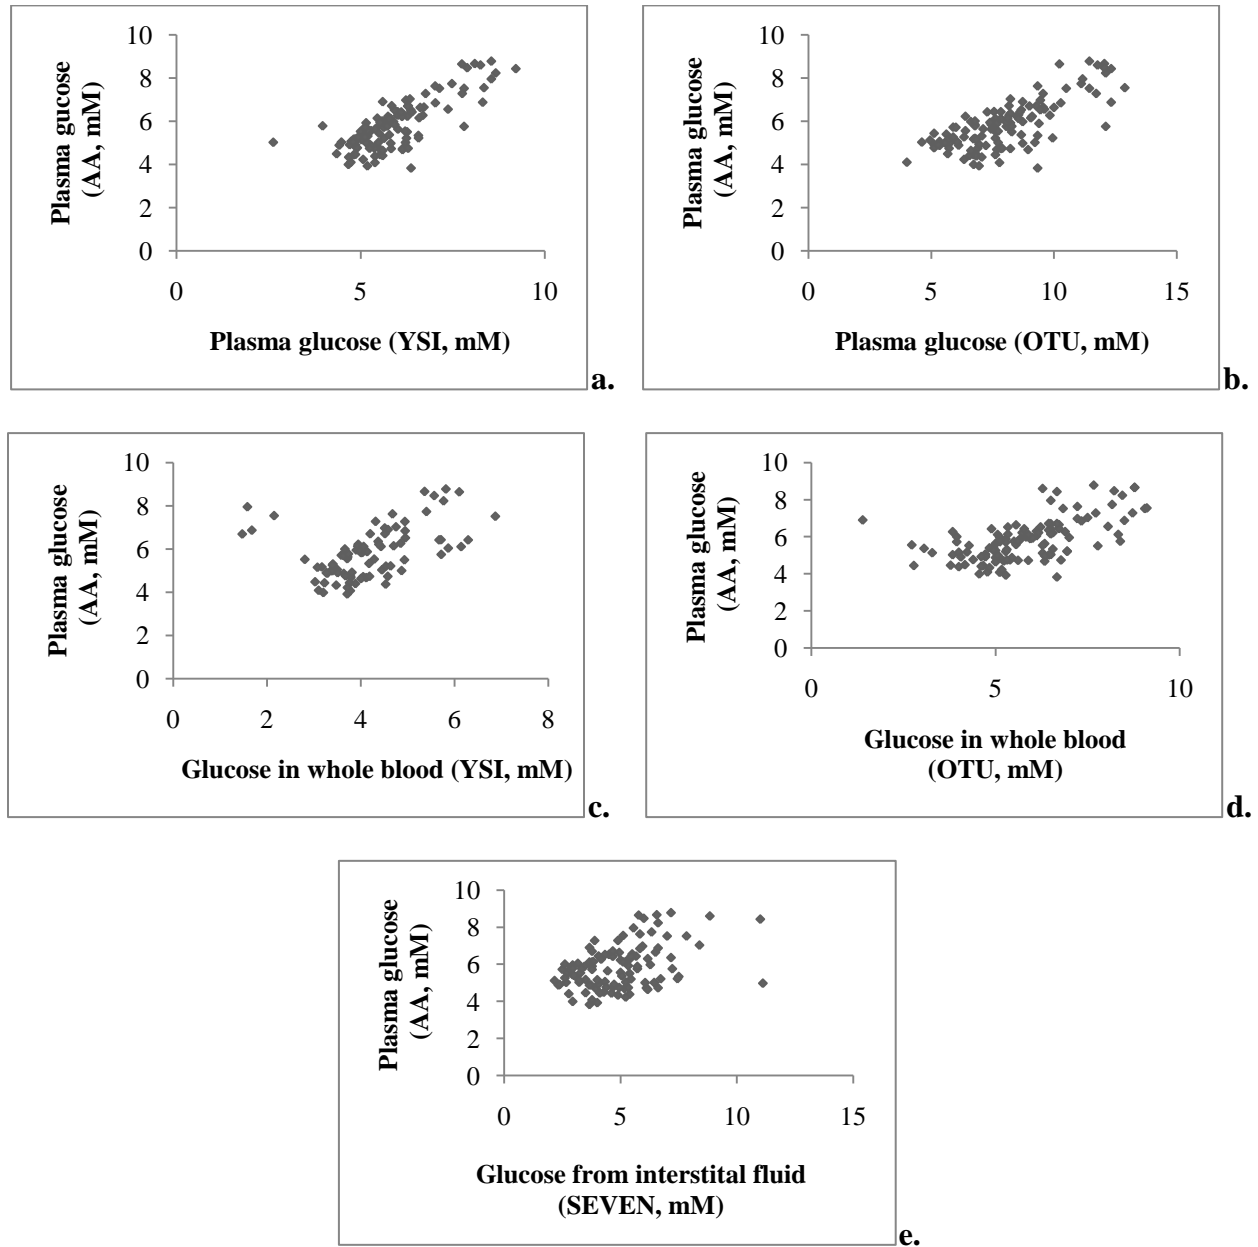 Plasma gucose
(AA, mM)
10
8
6
4
2
0
0
5
10
Plasma glucose (YSI, mM)
a.
Plasma glucose
(AA, mM)
10
8
6
4
2
0
0
5
10
15
Plasma glucose (OTU, mM)
b.
Plasma glucose
(AA, mM)
10
8
6
4
2
0
0
2
4
6
8
Glucose in whole blood (YSI, mM)
c.
Plasma glucose
(AA, mM)
10
8
6
4
2
0
0
5
10
Glucose in whole blood
(OTU, mM)
d.
Plasma glucose
(AA, mM)
10
8
6
4
2
0
0
5
10
15
Glucose from interstital fluid
(SEVEN, mM)
e.